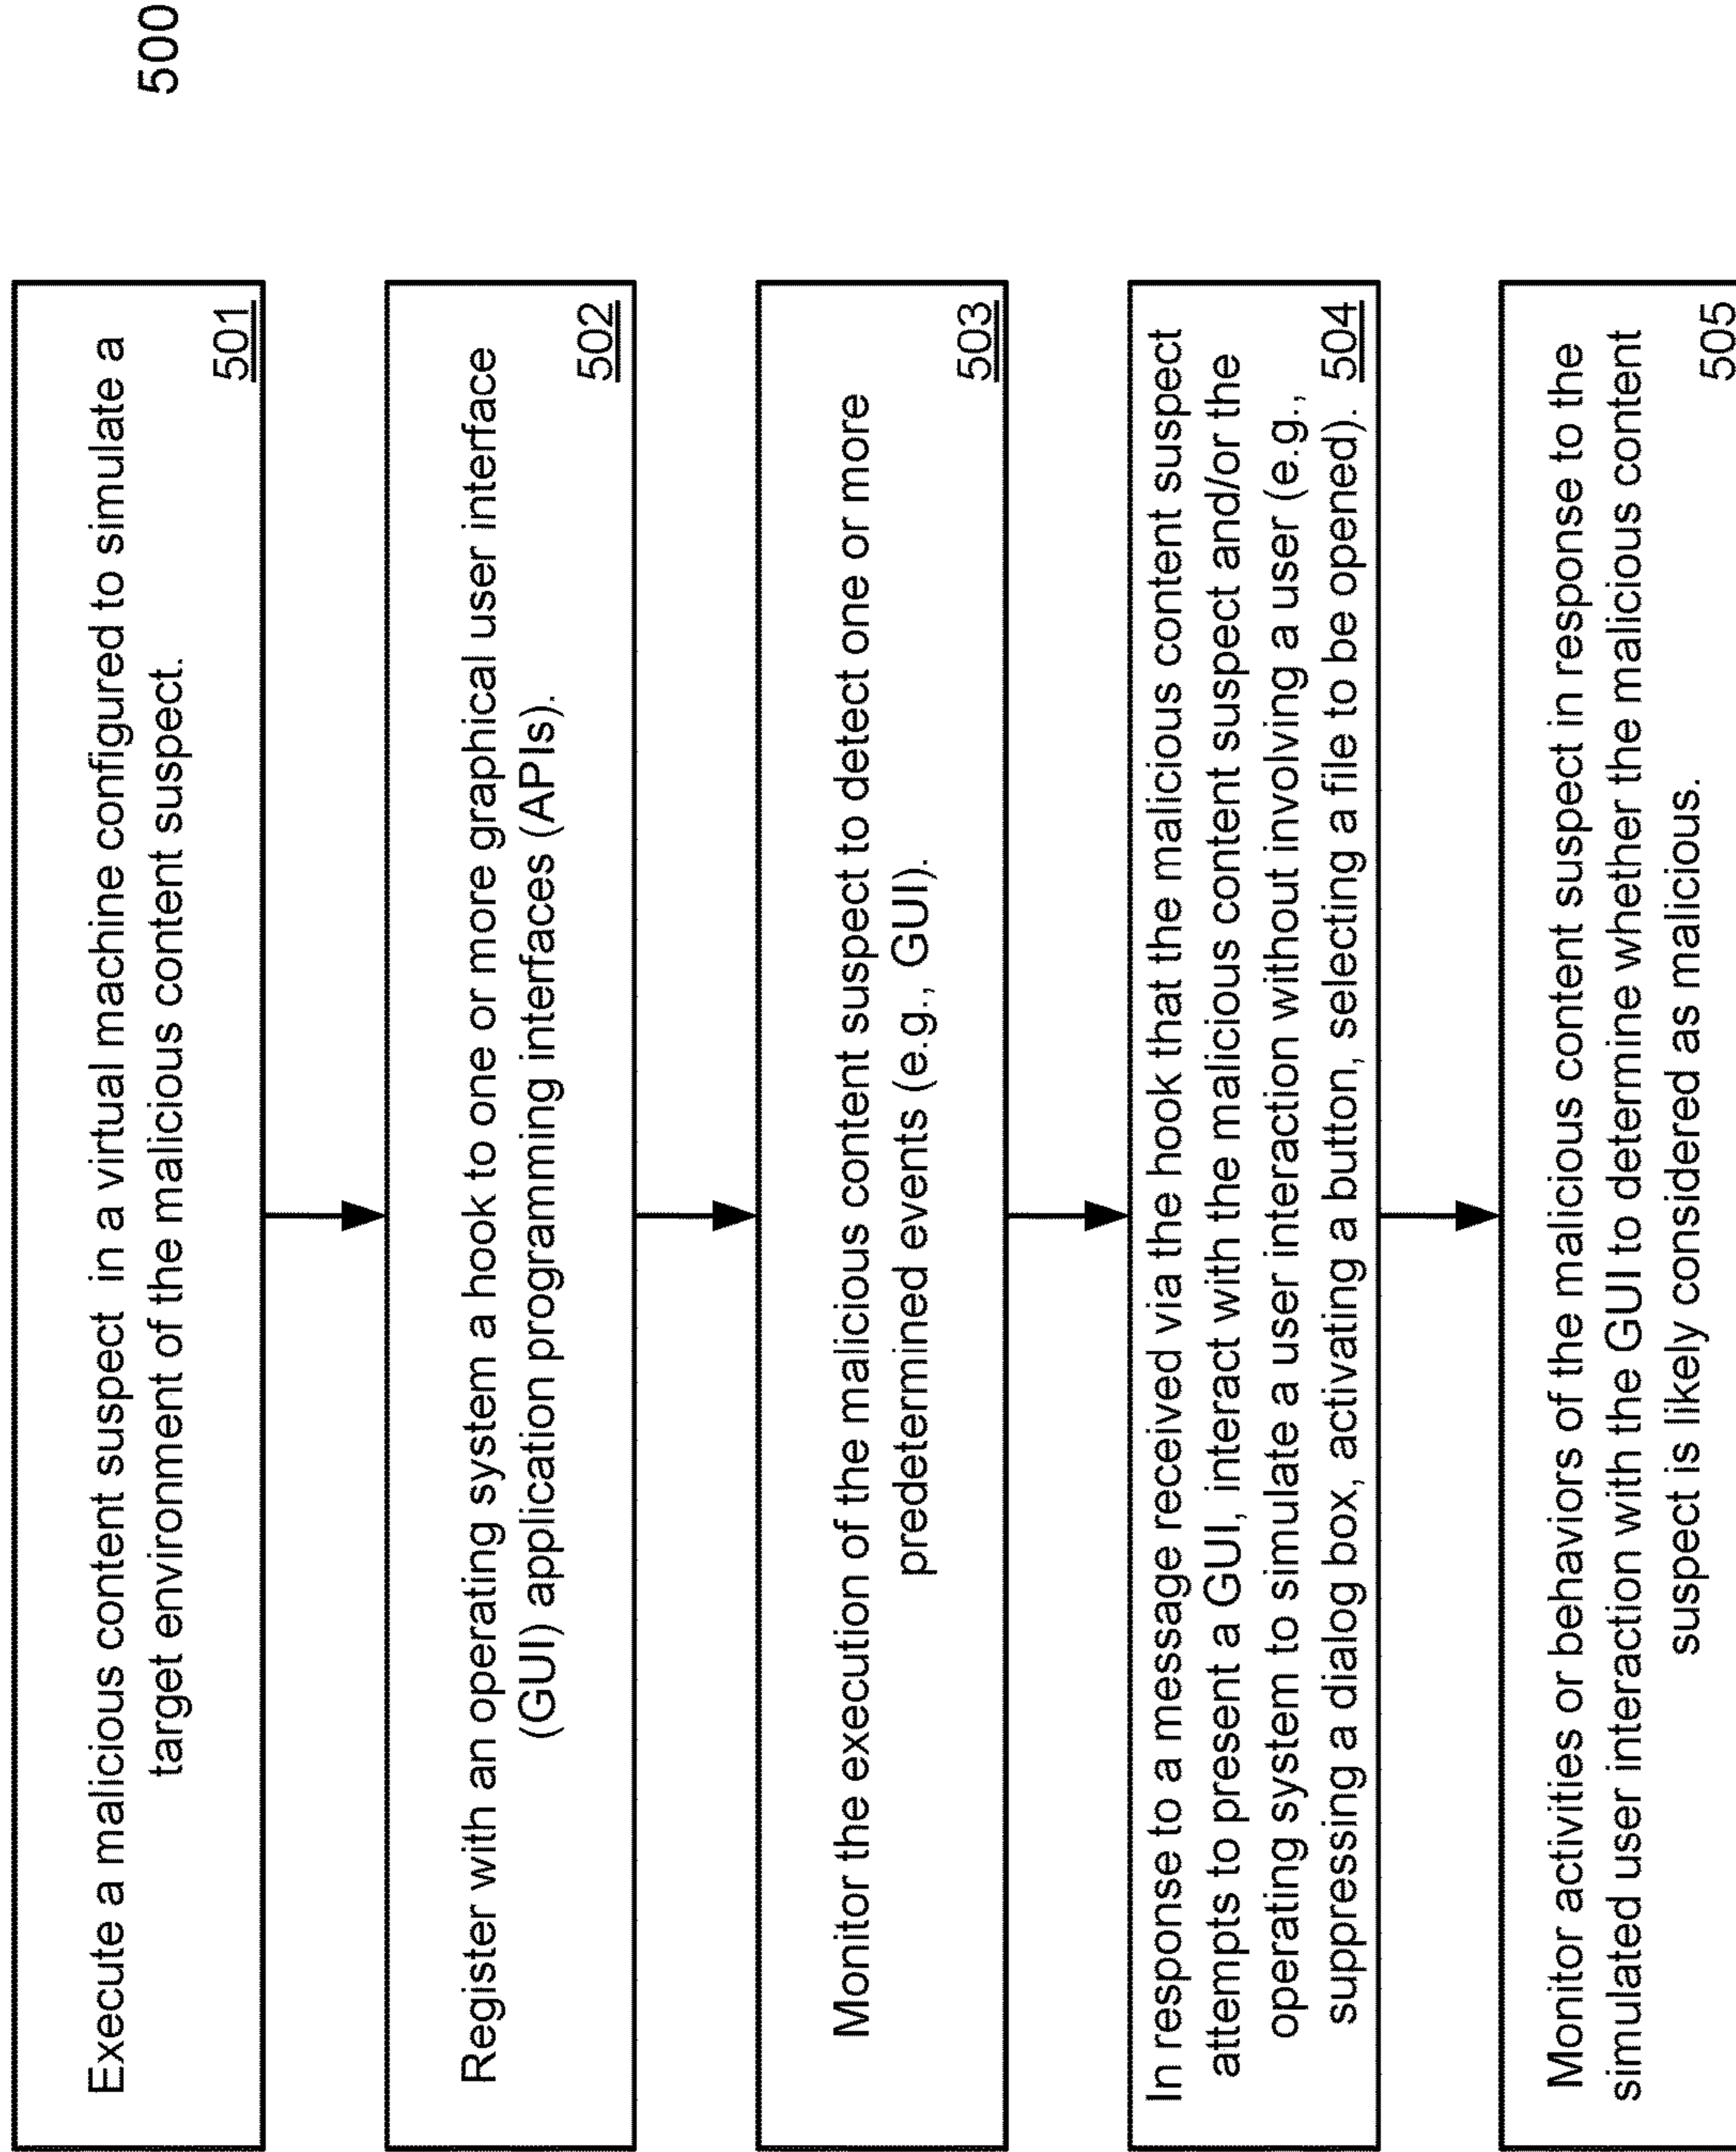 500
Execute a malicious content suspect in a virtual machine configured to simulate a
target environment of the malicious content suspect.
501
Register with an operating system a hook to one or more graphical user interface
(GUI) application programming interfaces (APIs).
502
Monitor the execution of the malicious content suspect to detect one or more
predetermined events (e.g., GUI).
503
In response to a message received via the hook that the malicious content suspect
attempts to present a GUI, interact with the malicious content suspect and/or the
operating system to simulate a user interaction without involving a user (e.g.,
suppressing a dialog box, activating a button, selecting a file to be opened). 504
Monitor activities or behaviors of the malicious content suspect in response to the
simulated user interaction with the GUI to determine whether the malicious content
suspect is likely considered as malicious.
505